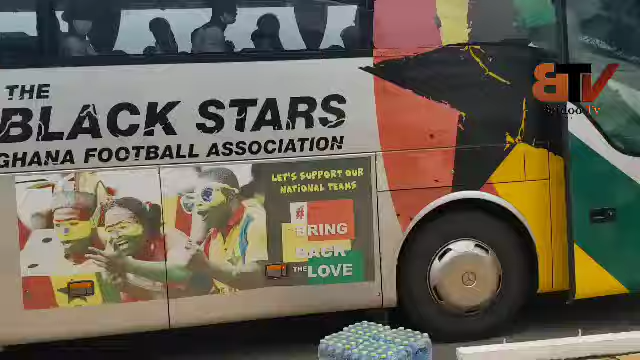 THE
BLACK STARS
GHANA FOOTBALL ASSOCIATION
LET'S SUPPORT OUR
NATIONAL TEAMS
#
BRING
BACK
THE LOVE
BTV